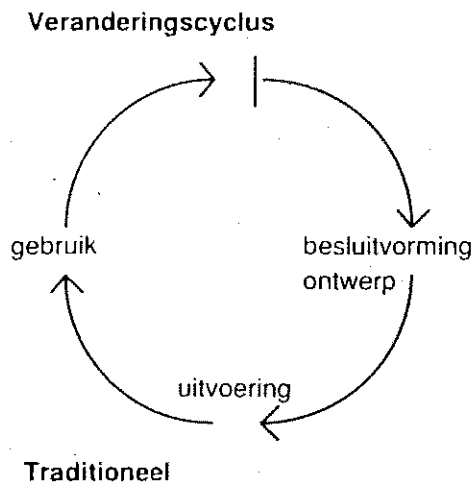 Veranderingscyclus
gebruik
besluitvorming
ontwerp
uitvoering
Traditioneel